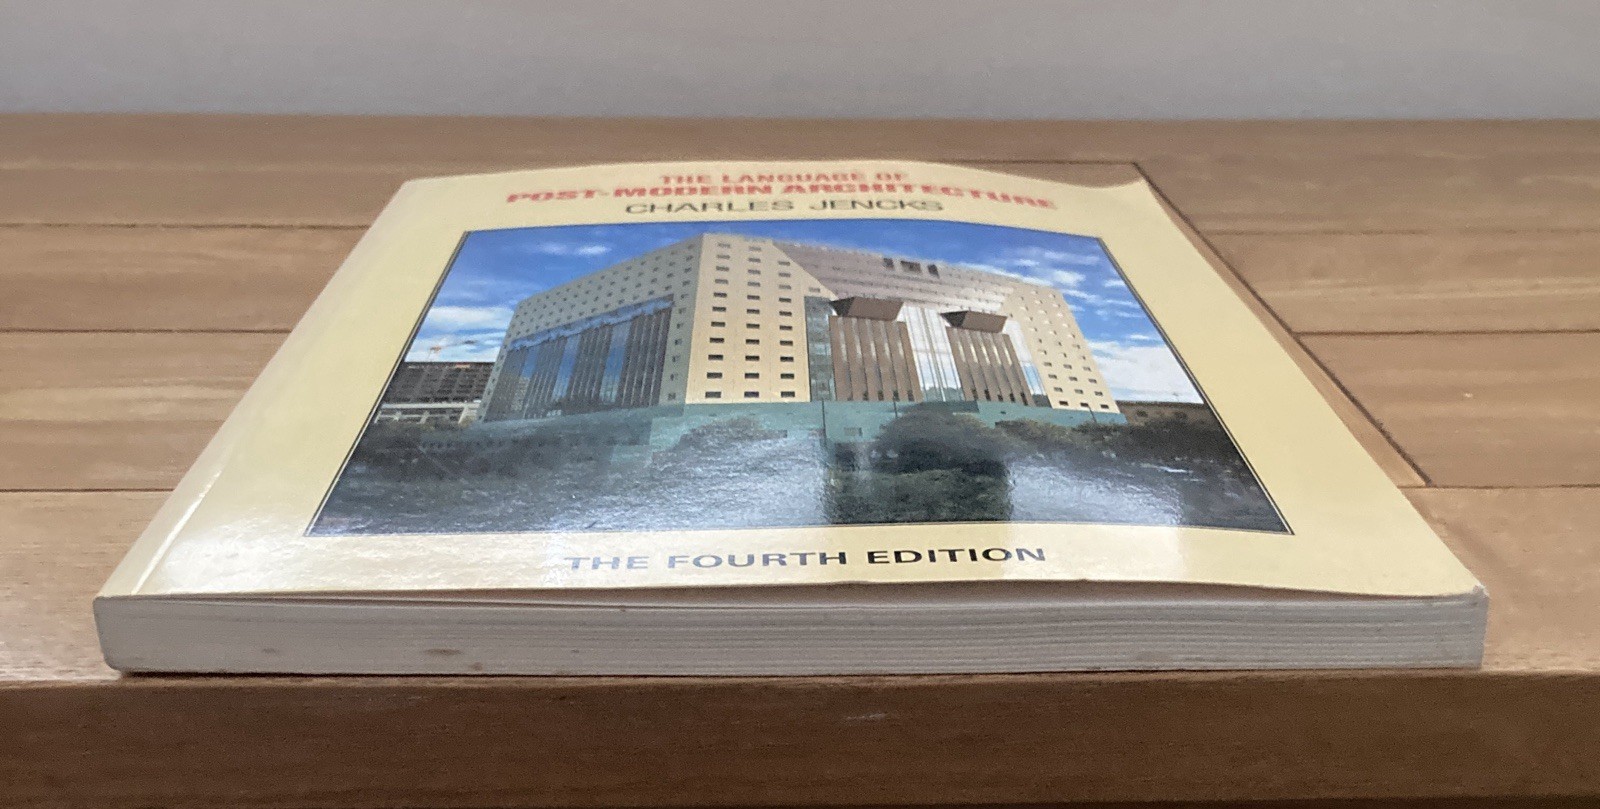 THE LANGUAGE OF
POST-MODERN ARCHITECTURE
CHARLES JENCKS
THE FOURTH EDITION